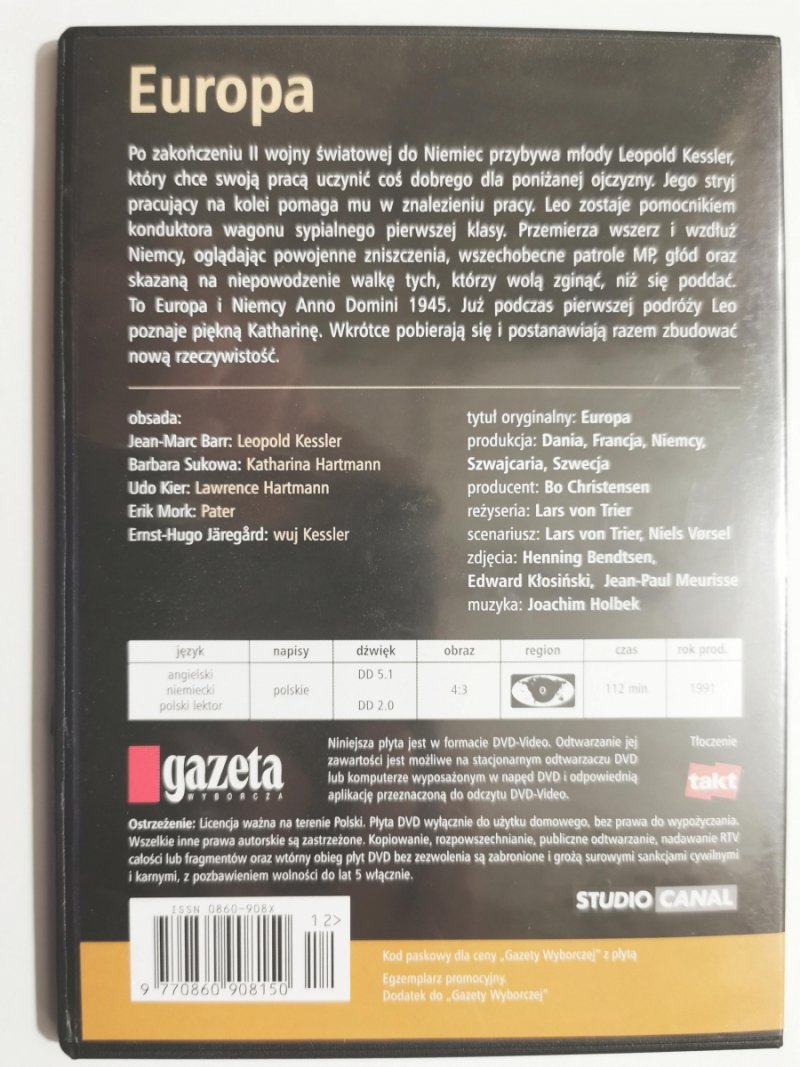 Europa
Po zakończeniu II wojny światowej do Niemiec przybywa młody Leopold Kessler,
który chce swoją pracą uczynić coś dobrego dla poniżanej ojczyzny. Jego stryj
pracujący na kolei pomaga mu w znalezieniu pracy. Leo zostaje pomocnikiem
konduktora wagonu sypialnego pierwszej klasy. Przemierza wszerz i wzdłuż
Niemcy, oglądając powojenne zniszczenia, wszechobecne patrole MP, głód oraz
skazaną na niepowodzenie walkę tych, którzy wolą zginąć, niż się poddać.
To Europa i Niemcy Anno Domini 1945. Już podczas pierwszej podróży Leo
poznaje piękną Katharinę. Wkrótce pobierają się i postanawiają razem zbudować
nową rzeczywistość.
obsada:
Jean-Marc Barr: Leopold Kessler
Barbara Sukowa: Katharina Hartmann
Udo Kier: Lawrence Hartmann
Erik Mork: Pater
Ernst-Hugo Järegård: wuj Kessler
tytuł oryginalny: Europa
produkcja: Dania, Francja, Niemcy,
Szwajcaria, Szwecja
producent: Bo Christensen
reżyseria: Lars von Trier
scenariusz: Lars von Trier, Niels Vørsel
zdjęcia: Henning Bendtsen,
Edward Kłosiński, Jean-Paul Meurisse
muzyka: Joachim Holbek
język napisy dźwięk obraz region czas rok prod.
angielski DD 5.1
niemiecki polskie 4:3 0 112 min. 1991
polski lektor DD 2.0
gazeta
WYBORCZA
Niniejsza płyta jest w formacie DVD-Video. Odtwarzanie jej
zawartości jest możliwe na stacjonarnym odtwarzaczu DVD
lub komputerze wyposażonym w napęd DVD i odpowiednią
aplikację przeznaczoną do odczytu DVD-Video.
Tłoczenie
takt
Ostrzeżenie: Licencja ważna na terenie Polski. Płyta DVD wyłącznie do użytku domowego, bez prawa do wypożyczania.
Wszelkie inne prawa autorskie są zastrzeżone. Kopiowanie, rozpowszechnianie, publiczne odtwarzanie, nadawanie RTV
całości lub fragmentów oraz wtórny obieg płyt DVD bez zezwolenia są zabronione i grożą surowymi sankcjami cywilnymi
i karnymi, z pozbawieniem wolności do lat 5 włącznie.
STUDIO CANAL
ISSN 0860-908X
12>
9 770860 908150
Kod paskowy dla ceny „Gazety Wyborczej” z płytą
Egzemplarz promocyjny.
Dodatek do „Gazety Wyborczej”